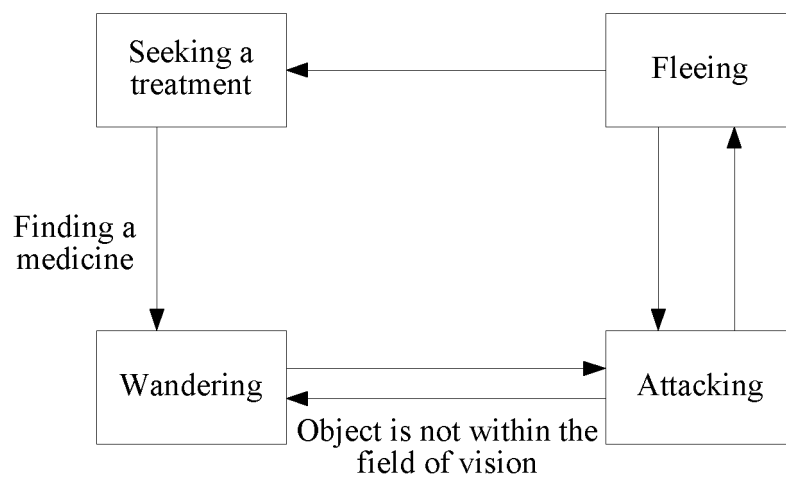 Seeking a
treatment
Fleeing
Finding a
medicine
Wandering
Attacking
Object is not within the
field of vision